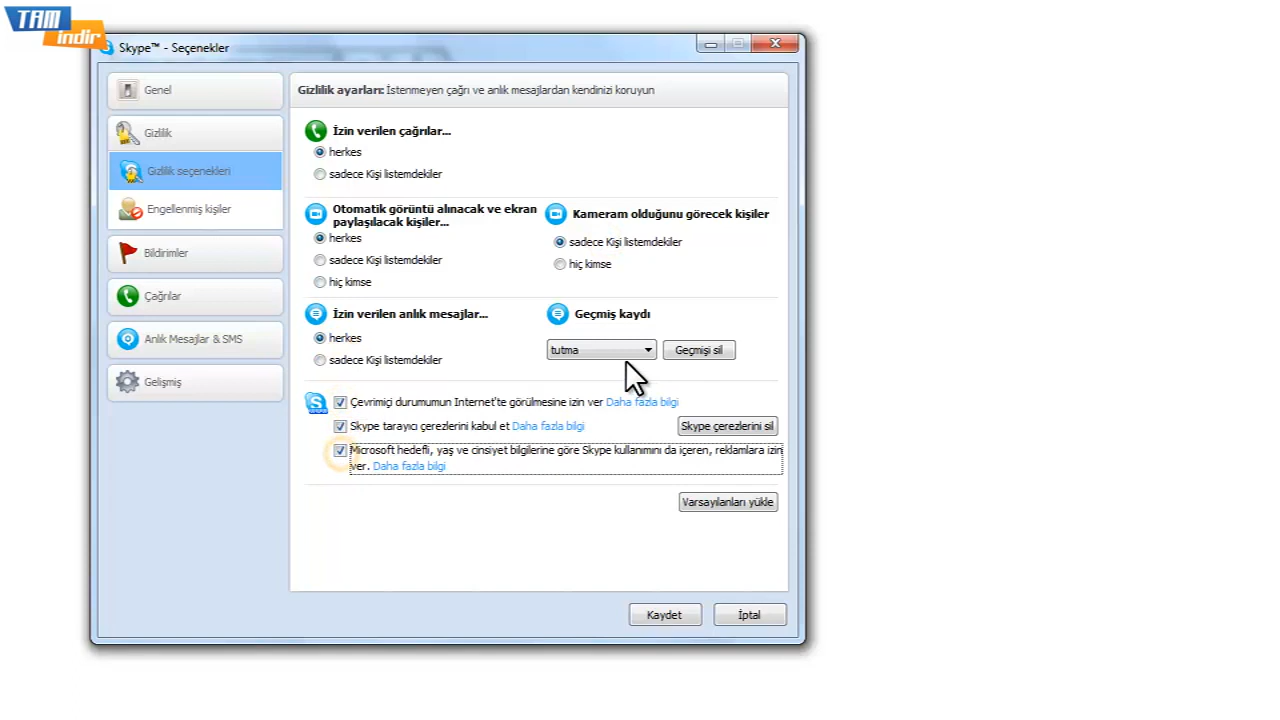 TAM
indir
Skype™ - Seçenekler
Genel
Gizlilik
Gizlilik seçenekleri
Engellenmiş kişiler
Bildirimler
Çağrılar
Anlık Mesajlar & SMS
Gelişmiş
Gizlilik ayarları: İstenmeyen çağrı ve anlık mesajlardan kendinizi koruyun
İzin verilen çağrılar...
herkes
sadece Kişi listemdekiler
Otomatik görüntü alınacak ve ekran
paylaşılacak kişiler...
herkes
sadece Kişi listemdekiler
hiç kimse
Kameram olduğunu görecek kişiler
sadece Kişi listemdekiler
hiç kimse
İzin verilen anlık mesajlar...
herkes
sadece Kişi listemdekiler
Geçmiş kaydı
tutma
Geçmişi sil
Çevrimiçi durumumun Internet'te görülmesine izin ver Daha fazla bilgi
Skype tarayıcı çerezlerini kabul et Daha fazla bilgi
Skype çerezlerini sil
Microsoft hedefli, yaş ve cinsiyet bilgilerine göre Skype kullanımını da içeren, reklamlara izin
ver. Daha fazla bilgi
Varsayılanları yükle
Kaydet
İptal